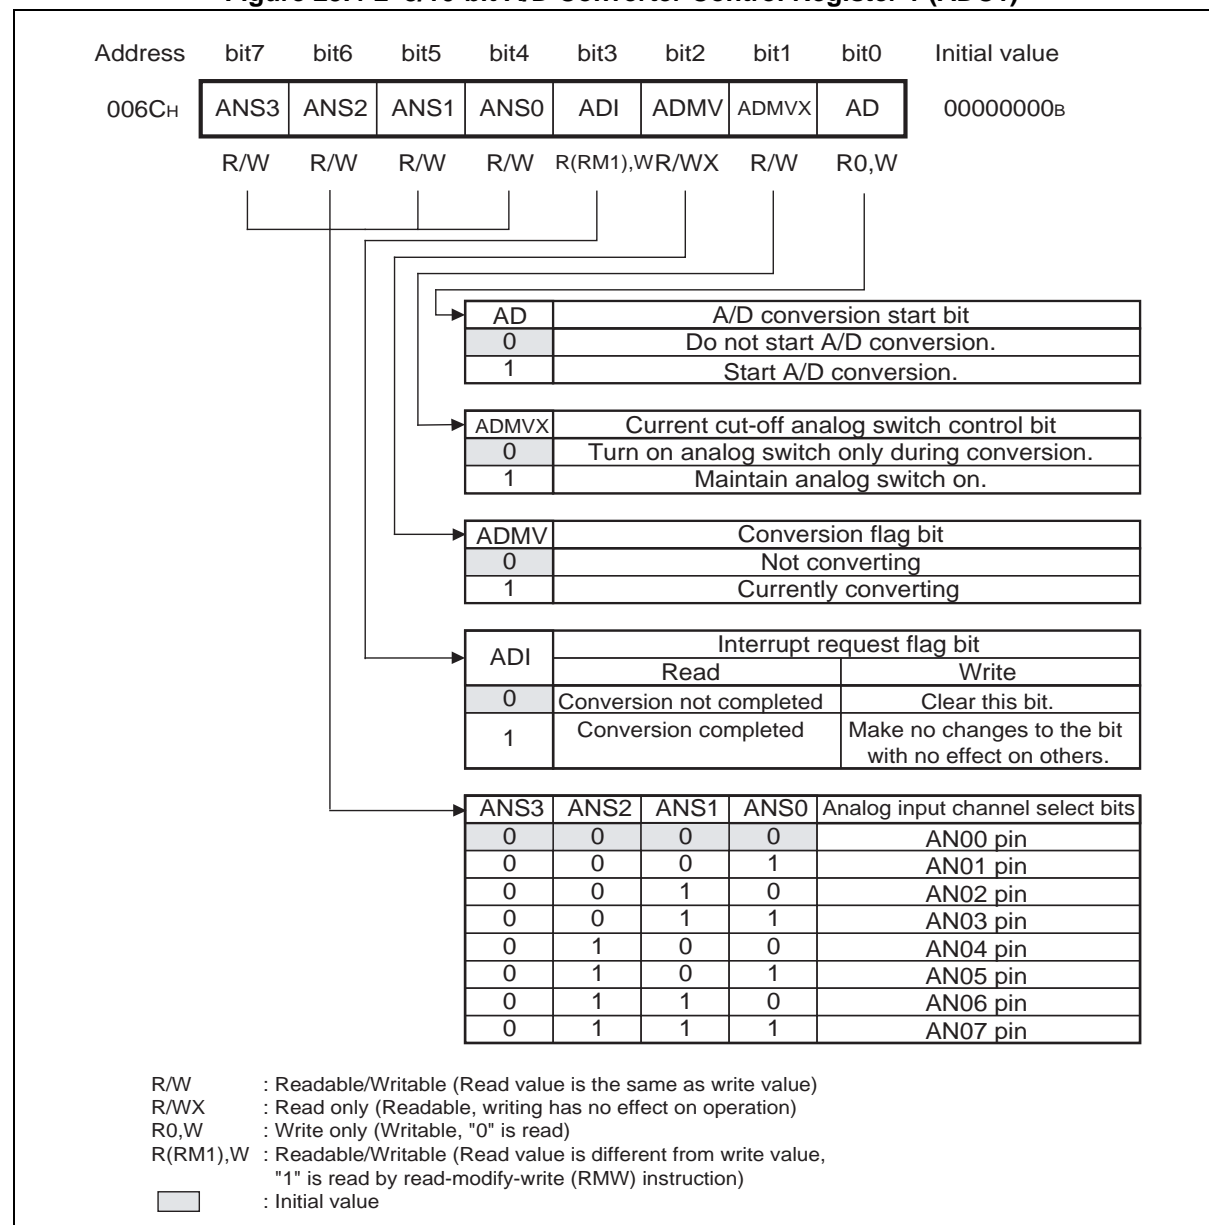 Address bit7 bit6 bit5 bit4 bit3 bit2 bit1 bit0 Initial value
006CH ANS3 ANS2 ANS1 ANS0 ADI ADMV ADMVX AD 00000000B
R/W R/W R/W R/W R(RM1),W R/WX R/W R0,W
AD A/D conversion start bit
0 Do not start A/D conversion.
1 Start A/D conversion.
ADMVX Current cut-off analog switch control bit
0 Turn on analog switch only during conversion.
1 Maintain analog switch on.
ADMV Conversion flag bit
0 Not converting
1 Currently converting
ADI Interrupt request flag bit
Read Write
0 Conversion not completed Clear this bit.
1 Conversion completed Make no changes to the bit
with no effect on others.
ANS3 ANS2 ANS1 ANS0 Analog input channel select bits
0 0 0 0 AN00 pin
0 0 0 1 AN01 pin
0 0 1 0 AN02 pin
0 0 1 1 AN03 pin
0 1 0 0 AN04 pin
0 1 0 1 AN05 pin
0 1 1 0 AN06 pin
0 1 1 1 AN07 pin
R/W : Readable/Writable (Read value is the same as write value)
R/WX : Read only (Readable, writing has no effect on operation)
R0,W : Write only (Writable, "0" is read)
R(RM1),W : Readable/Writable (Read value is different from write value,
"1" is read by read-modify-write (RMW) instruction)
: Initial value